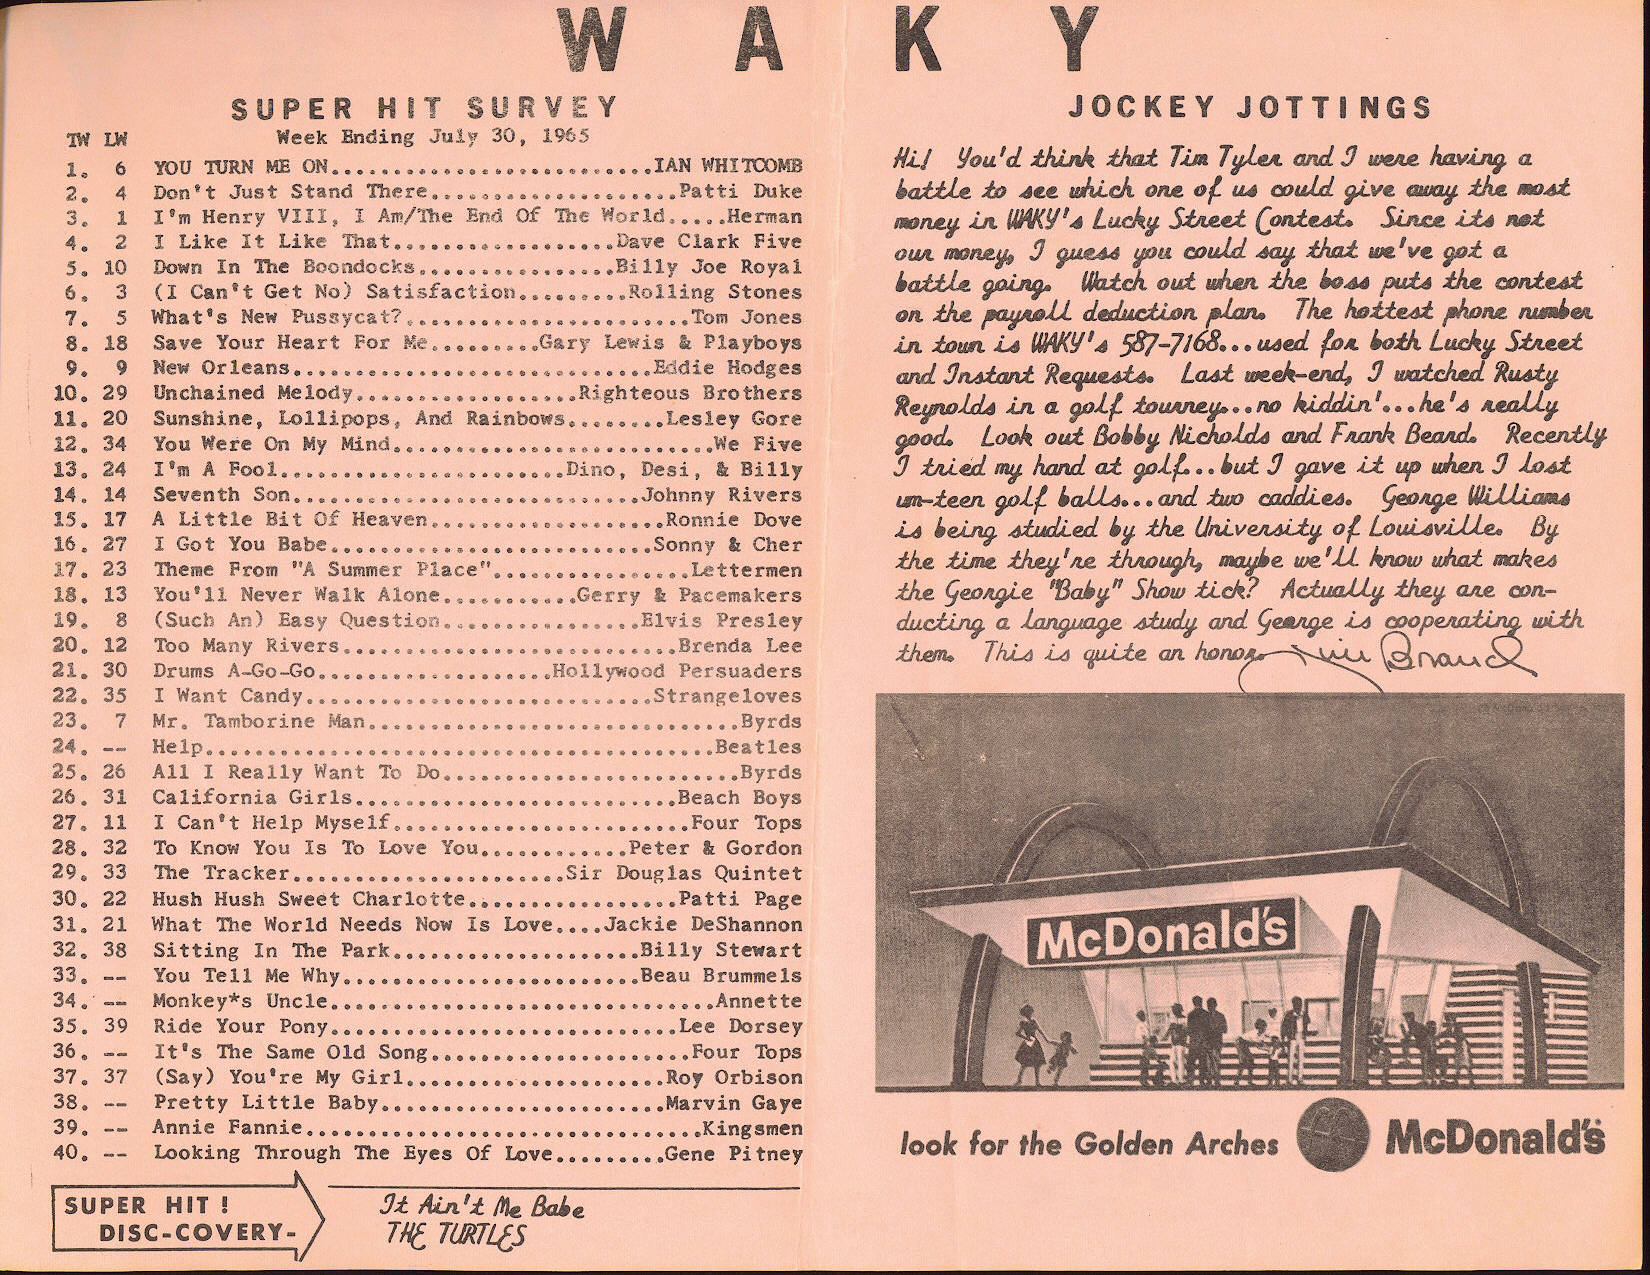 W A K Y
SUPER HIT SURVEY
Week Ending July 30, 1965
TW LW
1. 6 YOU TURN ME ON..........................IAN WHITCOMB
2. 4 Don't Just Stand There....................Patti Duke
3. 1 I'm Henry VIII, I Am/The End Of The World.....Herman
4. 2 I Like It Like That..................Dave Clark Five
5. 10 Down In The Boondocks................Billy Joe Royal
6. 3 (I Can't Get No) Satisfaction.........Rolling Stones
7. 5 What's New Pussycat?.......................Tom Jones
8. 18 Save Your Heart For Me.........Gary Lewis & Playboys
9. 9 New Orleans.............................Eddie Hodges
10. 29 Unchained Melody..................Righteous Brothers
11. 20 Sunshine, Lollipops, And Rainbows........Lesley Gore
12. 34 You Were On My Mind..........................We Five
13. 24 I'm A Fool.......................Dino, Desi, & Billy
14. 14 Seventh Son............................Johnny Rivers
15. 17 A Little Bit Of Heaven...................Ronnie Dove
16. 27 I Got You Babe..........................Sonny & Cher
17. 23 Theme From "A Summer Place"................Lettermen
18. 13 You'll Never Walk Alone...........Gerry & Pacemakers
19. 8 (Such An) Easy Question................Elvis Presley
20. 12 Too Many Rivers...........................Brenda Lee
21. 30 Drums A-Go-Go...................Hollywood Persuaders
22. 35 I Want Candy............................Strangeloves
23. 7 Mr. Tamborine Man..............................Byrds
24. -- Help.........................................Beatles
25. 26 All I Really Want To Do........................Byrds
26. 31 California Girls..........................Beach Boys
27. 11 I Can't Help Myself........................Four Tops
28. 32 To Know You Is To Love You............Peter & Gordon
29. 33 The Tracker......................Sir Douglas Quintet
30. 22 Hush Hush Sweet Charlotte.................Patti Page
31. 21 What The World Needs Now Is Love....Jackie DeShannon
32. 38 Sitting In The Park....................Billy Stewart
33. -- You Tell Me Why........................Beau Brummels
34. -- Monkey*s Uncle...............................Annette
35. 39 Ride Your Pony............................Lee Dorsey
36. -- It's The Same Old Song.....................Four Tops
37. 37 (Say) You're My Girl.....................Roy Orbison
38. -- Pretty Little Baby.......................Marvin Gaye
39. -- Annie Fannie................................Kingsmen
40. -- Looking Through The Eyes Of Love.........Gene Pitney
SUPER HIT!
DISC-COVERY-
It Ain't Me Babe
THE TURTLES
JOCKEY JOTTINGS
Hi! You'd think that Tim Tyler and I were having a
battle to see which one of us could give away the most
money in WAKY's Lucky Street Contest. Since its not
our money, I guess you could say that we've got a
battle going. Watch out when the boss puts the contest
on the payroll deduction plan. The hottest phone number
in town is WAKY's 587-7168...used for both Lucky Street
and Instant Requests. Last week-end, I watched Rusty
Reynolds in a golf tourney...no kiddin'...he's really
good. Look out Bobby Nicholds and Frank Beard. Recently
I tried my hand at golf...but I gave it up when I lost
um-teen golf balls...and two caddies. George Williams
is being studied by the University of Louisville. By
the time they're through, maybe we'll know what makes
the Georgie "Baby" Show tick? Actually they are con-
ducting a language study and George is cooperating with
them. This is quite an honor. Jim Brand
McDonald's
look for the Golden Arches McDonald's